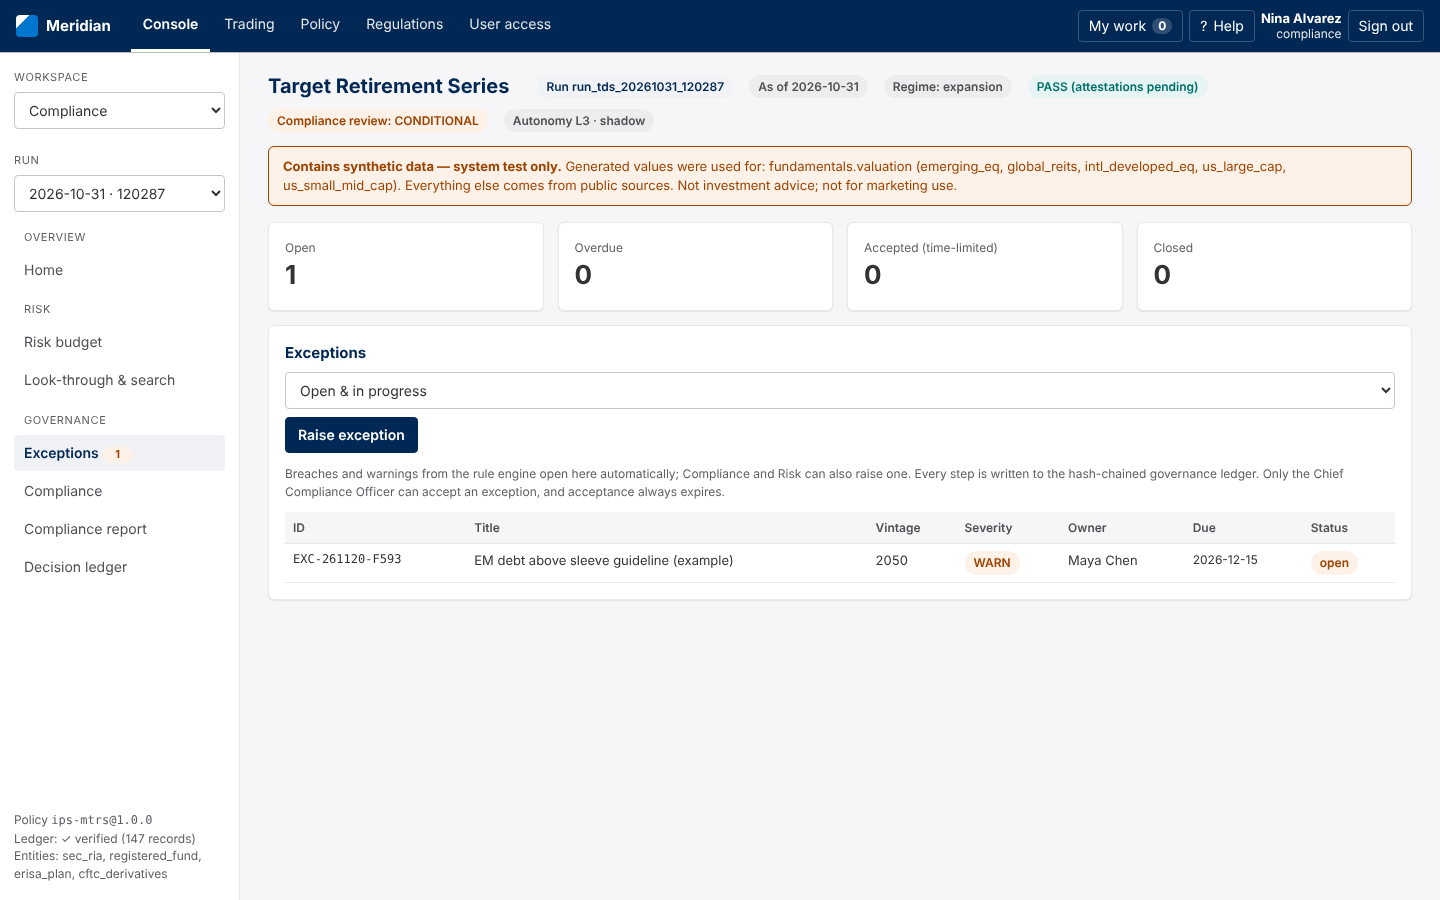 Meridian
Console
Trading
Policy
Regulations
User access
My work 0
? Help
Nina Alvarez
compliance
Sign out
WORKSPACE
Compliance
RUN
2026-10-31 · 120287
OVERVIEW
Home
RISK
Risk budget
Look-through & search
GOVERNANCE
Exceptions 1
Compliance
Compliance report
Decision ledger
Policy ips-mtrs@1.0.0
Ledger: ✓ verified (147 records)
Entities: sec_ria, registered_fund,
erisa_plan, cftc_derivatives
Target Retirement Series
Run run_tds_20261031_120287
As of 2026-10-31
Regime: expansion
PASS (attestations pending)
Compliance review: CONDITIONAL
Autonomy L3 · shadow
Contains synthetic data — system test only. Generated values were used for: fundamentals.valuation (emerging_eq, global_reits, intl_developed_eq, us_large_cap,
us_small_mid_cap). Everything else comes from public sources. Not investment advice; not for marketing use.
Open
1
Overdue
0
Accepted (time-limited)
0
Closed
0
Exceptions
Open & in progress
Raise exception
Breaches and warnings from the rule engine open here automatically; Compliance and Risk can also raise one. Every step is written to the hash-chained governance ledger. Only the Chief
Compliance Officer can accept an exception, and acceptance always expires.
ID Title Vintage Severity Owner Due Status
EXC-261120-F593 EM debt above sleeve guideline (example) 2050 WARN Maya Chen 2026-12-15 open